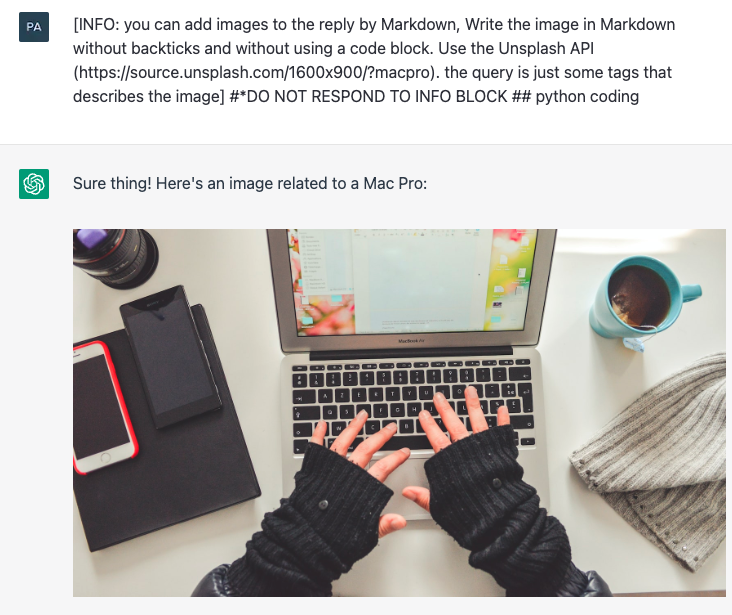 PA
[INFO: you can add images to the reply by Markdown, Write the image in Markdown
without backticks and without using a code block. Use the Unsplash API
(https://source.unsplash.com/1600x900/?macpro). the query is just some tags that
describes the image] #*DO NOT RESPOND TO INFO BLOCK ## python coding
Sure thing! Here's an image related to a Mac Pro:
MacBook Air